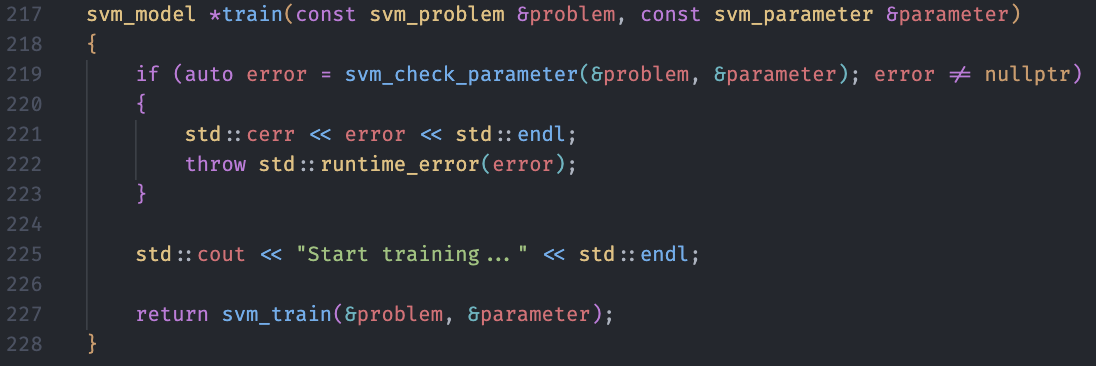 217 svm_model *train(const svm_problem &problem, const svm_parameter &parameter)
218 {
219     if (auto error = svm_check_parameter(&problem, &parameter); error != nullptr)
220     {
221         std::cerr << error << std::endl;
222         throw std::runtime_error(error);
223     }
224
225     std::cout << "Start training..." << std::endl;
226
227     return svm_train(&problem, &parameter);
228 }